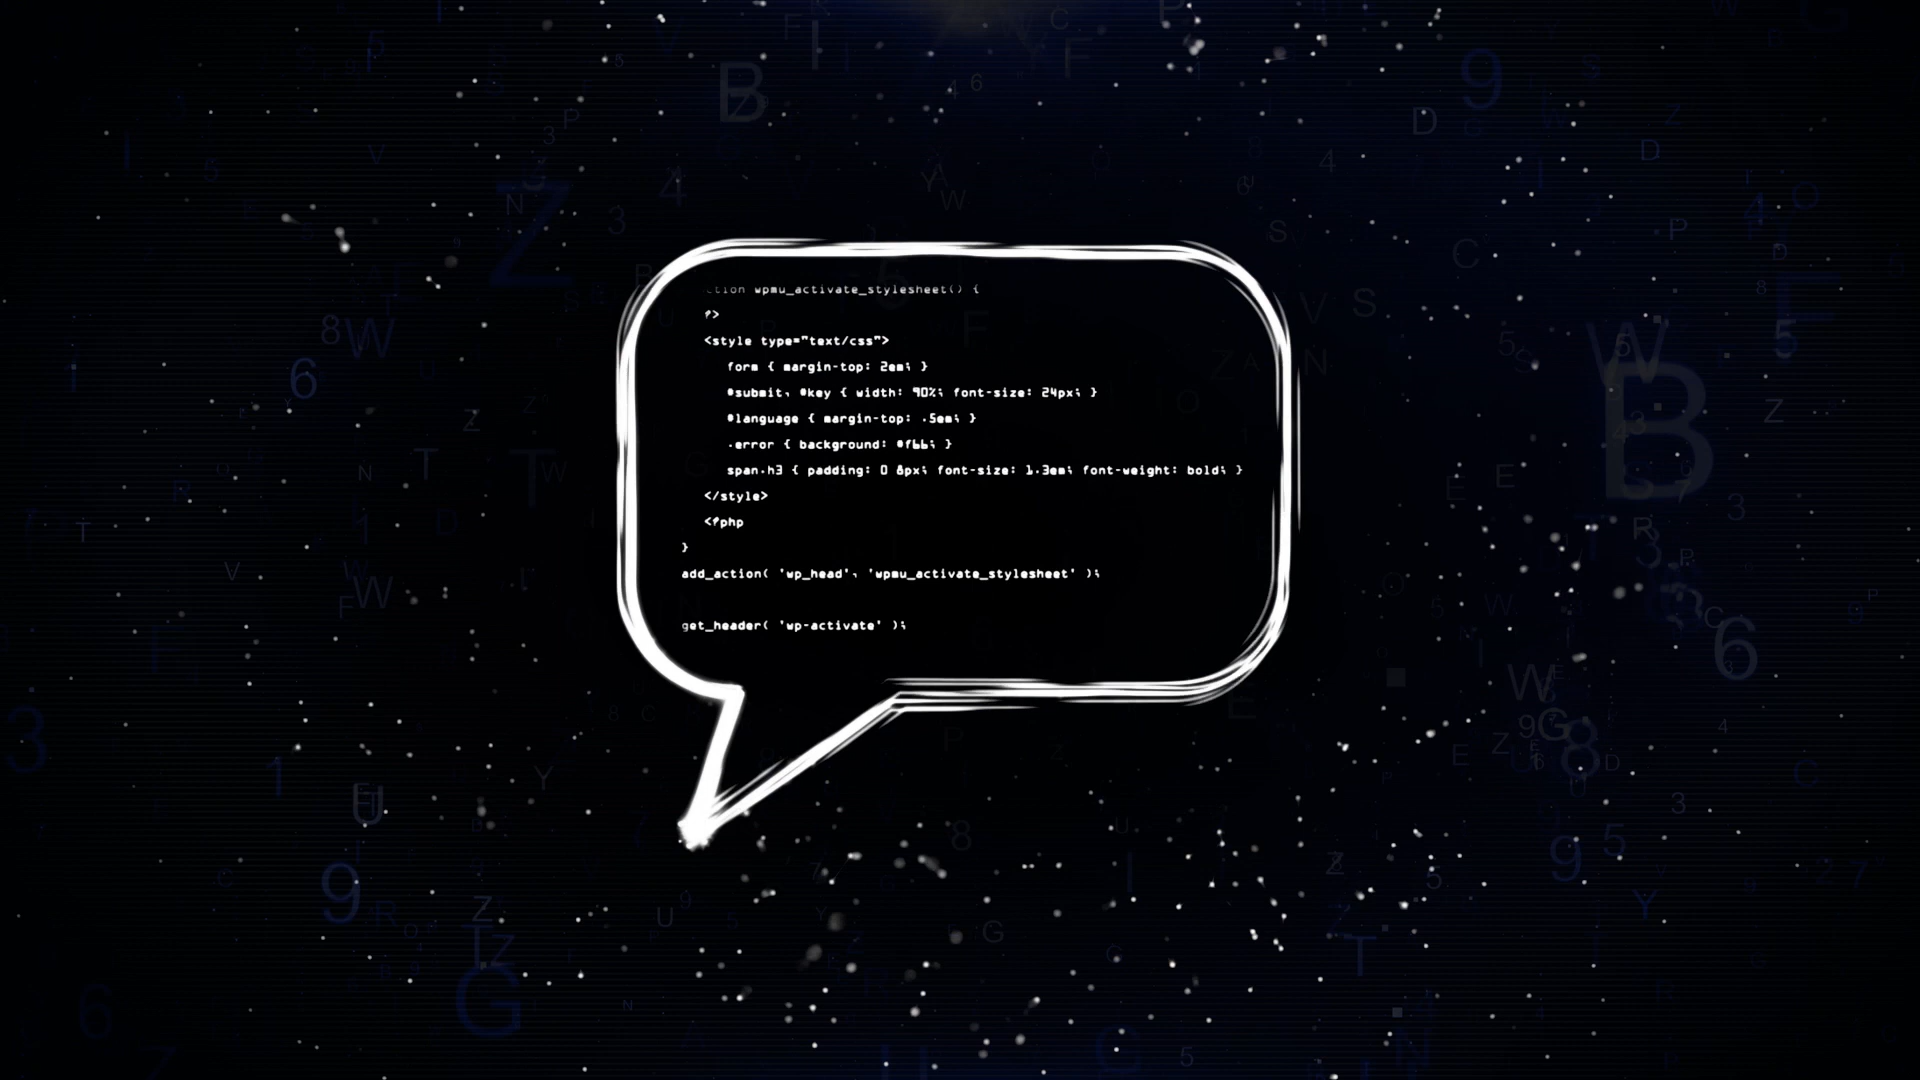 ction wpmu_activate_stylesheet() {
?>
<style type="text/css">
form { margin-top: 2em; }
#submit, #key { width: 90%; font-size: 24px; }
#language { margin-top: .5em; }
.error { background: #f66; }
span.h3 { padding: 0 8px; font-size: 1.3em; font-weight: bold; }
</style>
<?php
}
add_action( 'wp_head', 'wpmu_activate_stylesheet' );
get_header( 'wp-activate' );